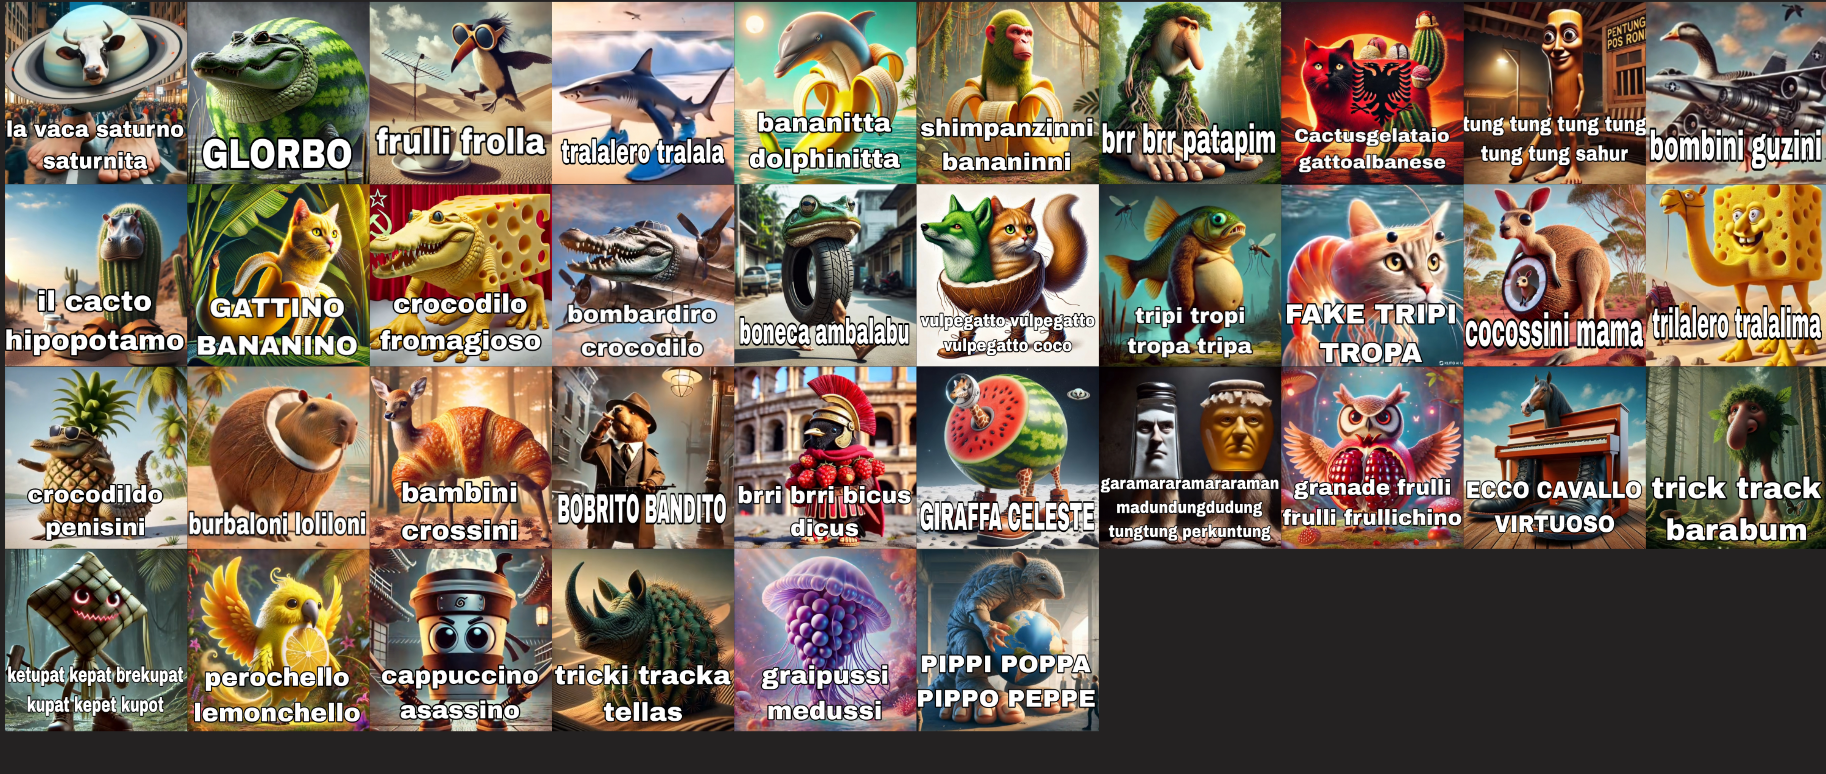 la vaca saturno
saturnita
GLORBO
frulli frolla
tralalero tralala
bananitta
dolphinitta
shimpanzinni
bananinni
brr brr patapim
Cactusgelataio
gattoalbanese
PENTUNG
POS RON
tung tung tung tung
tung tung sahur
bombini guzini
il cacto
hipopotamo
GATTINO
BANANINO
crocodilo
fromagioso
bombardiro
crocodilo
boneca ambalabu
vulpegatto vulpegatto
vulpegatto coco
tripi tropi
tropa tripa
FAKE TRIPI
TROPA
cocossini mama
trilalero tralalima
crocodildo
penisini
burbaloni loliloni
bambini
crossini
BOBRITO BANDITO
brri brri bicus
dicus
GIRAFFA CELESTE
garamararamararaman
madundungdudung
tungtung perkuntung
granade frulli
frulli frullichino
ECCO CAVALLO
VIRTUOSO
trick track
barabum
ketupat kepat brekupat
kupat kepet kupot
perochello
lemonchello
cappuccino
asassino
tricki tracka
tellas
graipussi
medussi
PIPPI POPPA
PIPPO PEPPE